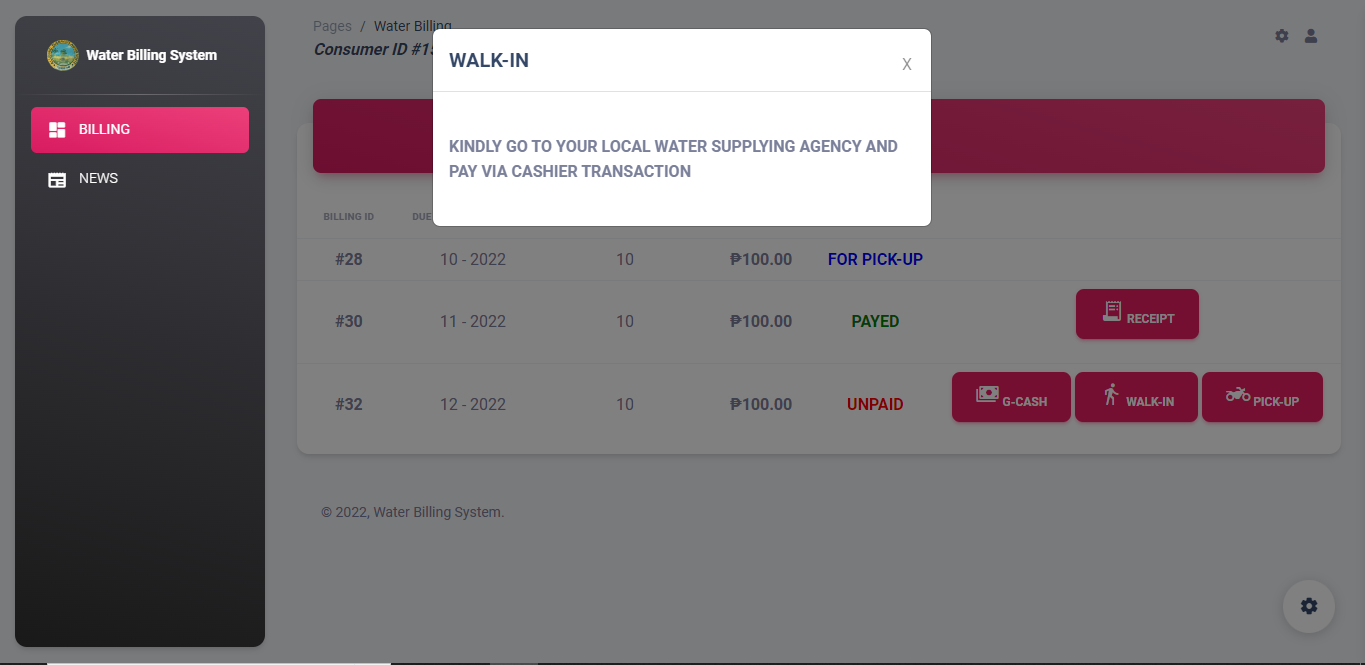 Water Billing System
BILLING
NEWS
Pages / Water Billing
Consumer ID
WALK-IN
X
KINDLY GO TO YOUR LOCAL WATER SUPPLYING AGENCY AND
PAY VIA CASHIER TRANSACTION
BILLING ID DUE
#28 10 - 2022 10 ₱100.00 FOR PICK-UP
#30 11 - 2022 10 ₱100.00 PAYED RECEIPT
#32 12 - 2022 10 ₱100.00 UNPAID G-CASH WALK-IN PICK-UP
© 2022, Water Billing System.